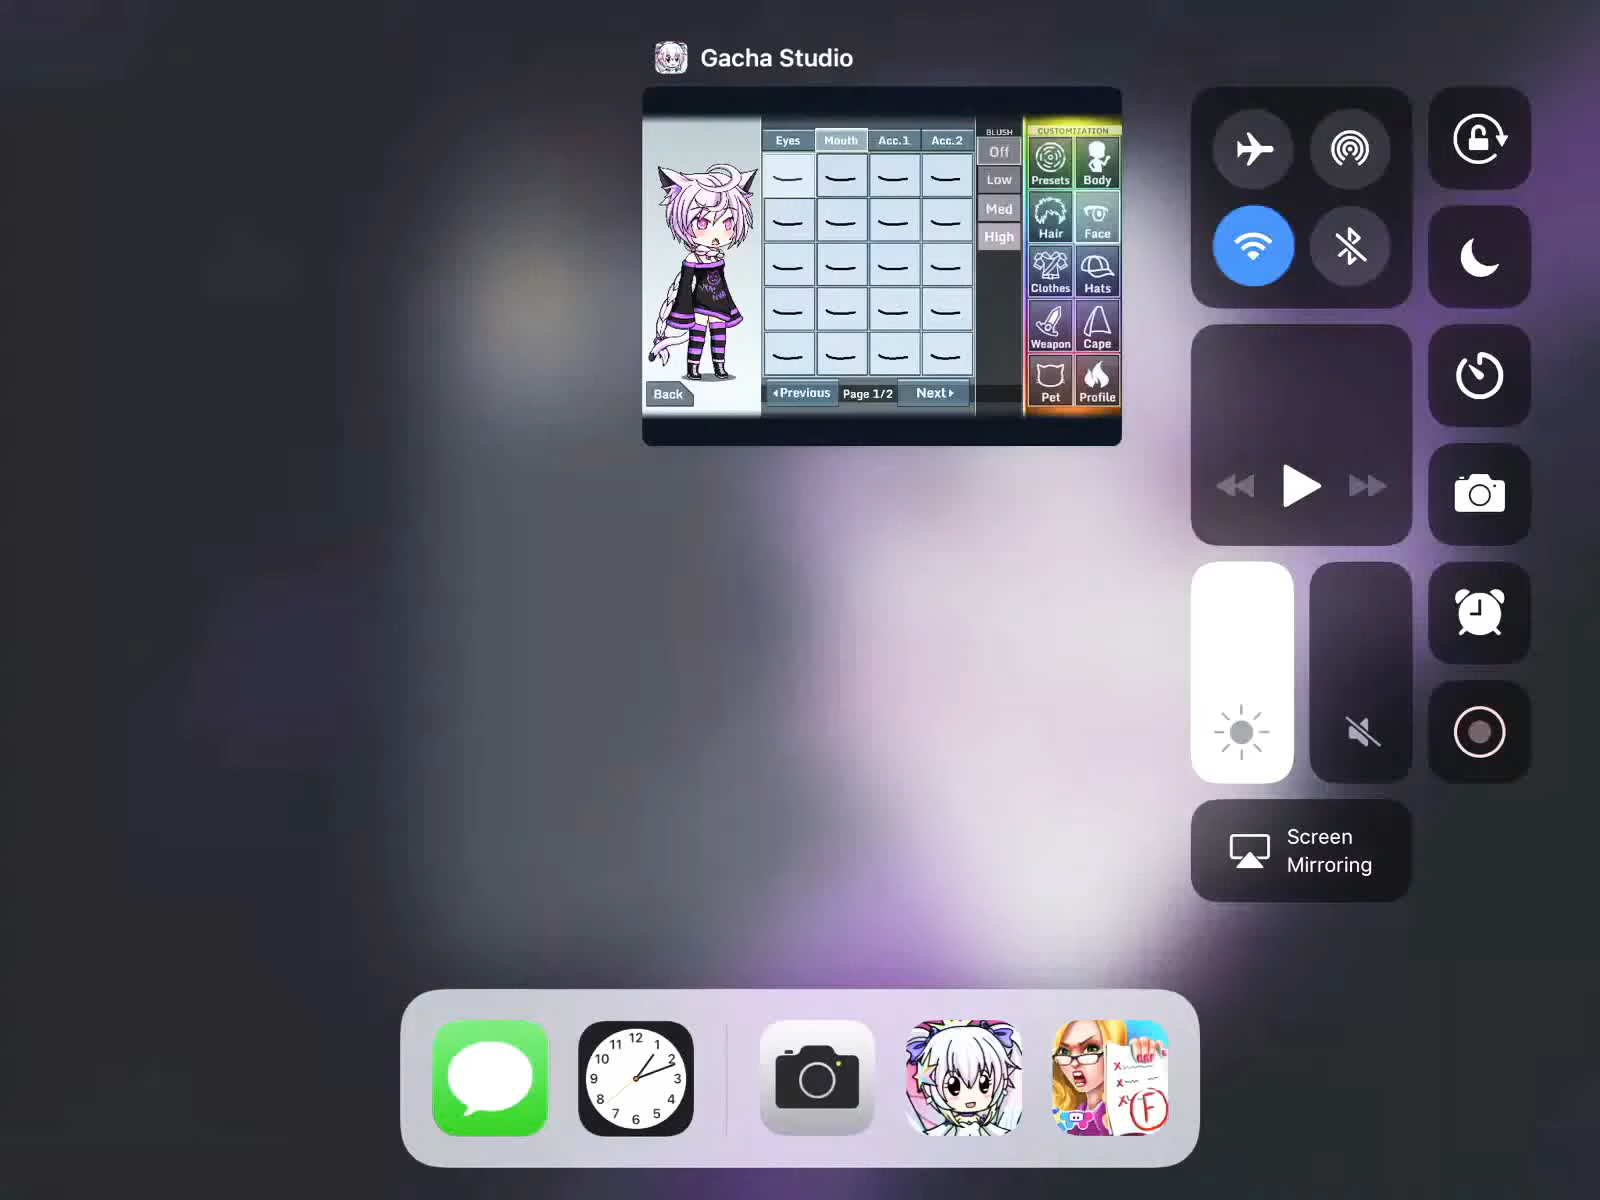 Gacha Studio
Eyes Mouth Acc.1 Acc.2
BLUSH
Off
Low
Med
High
CUSTOMIZATION
Presets Body
Hair Face
Clothes Hats
Weapon Cape
Pet Profile
Back
Previous Page 1/2 Next
Screen
Mirroring
12
11 1
10 2
9 3
8 4
7 5
6
F